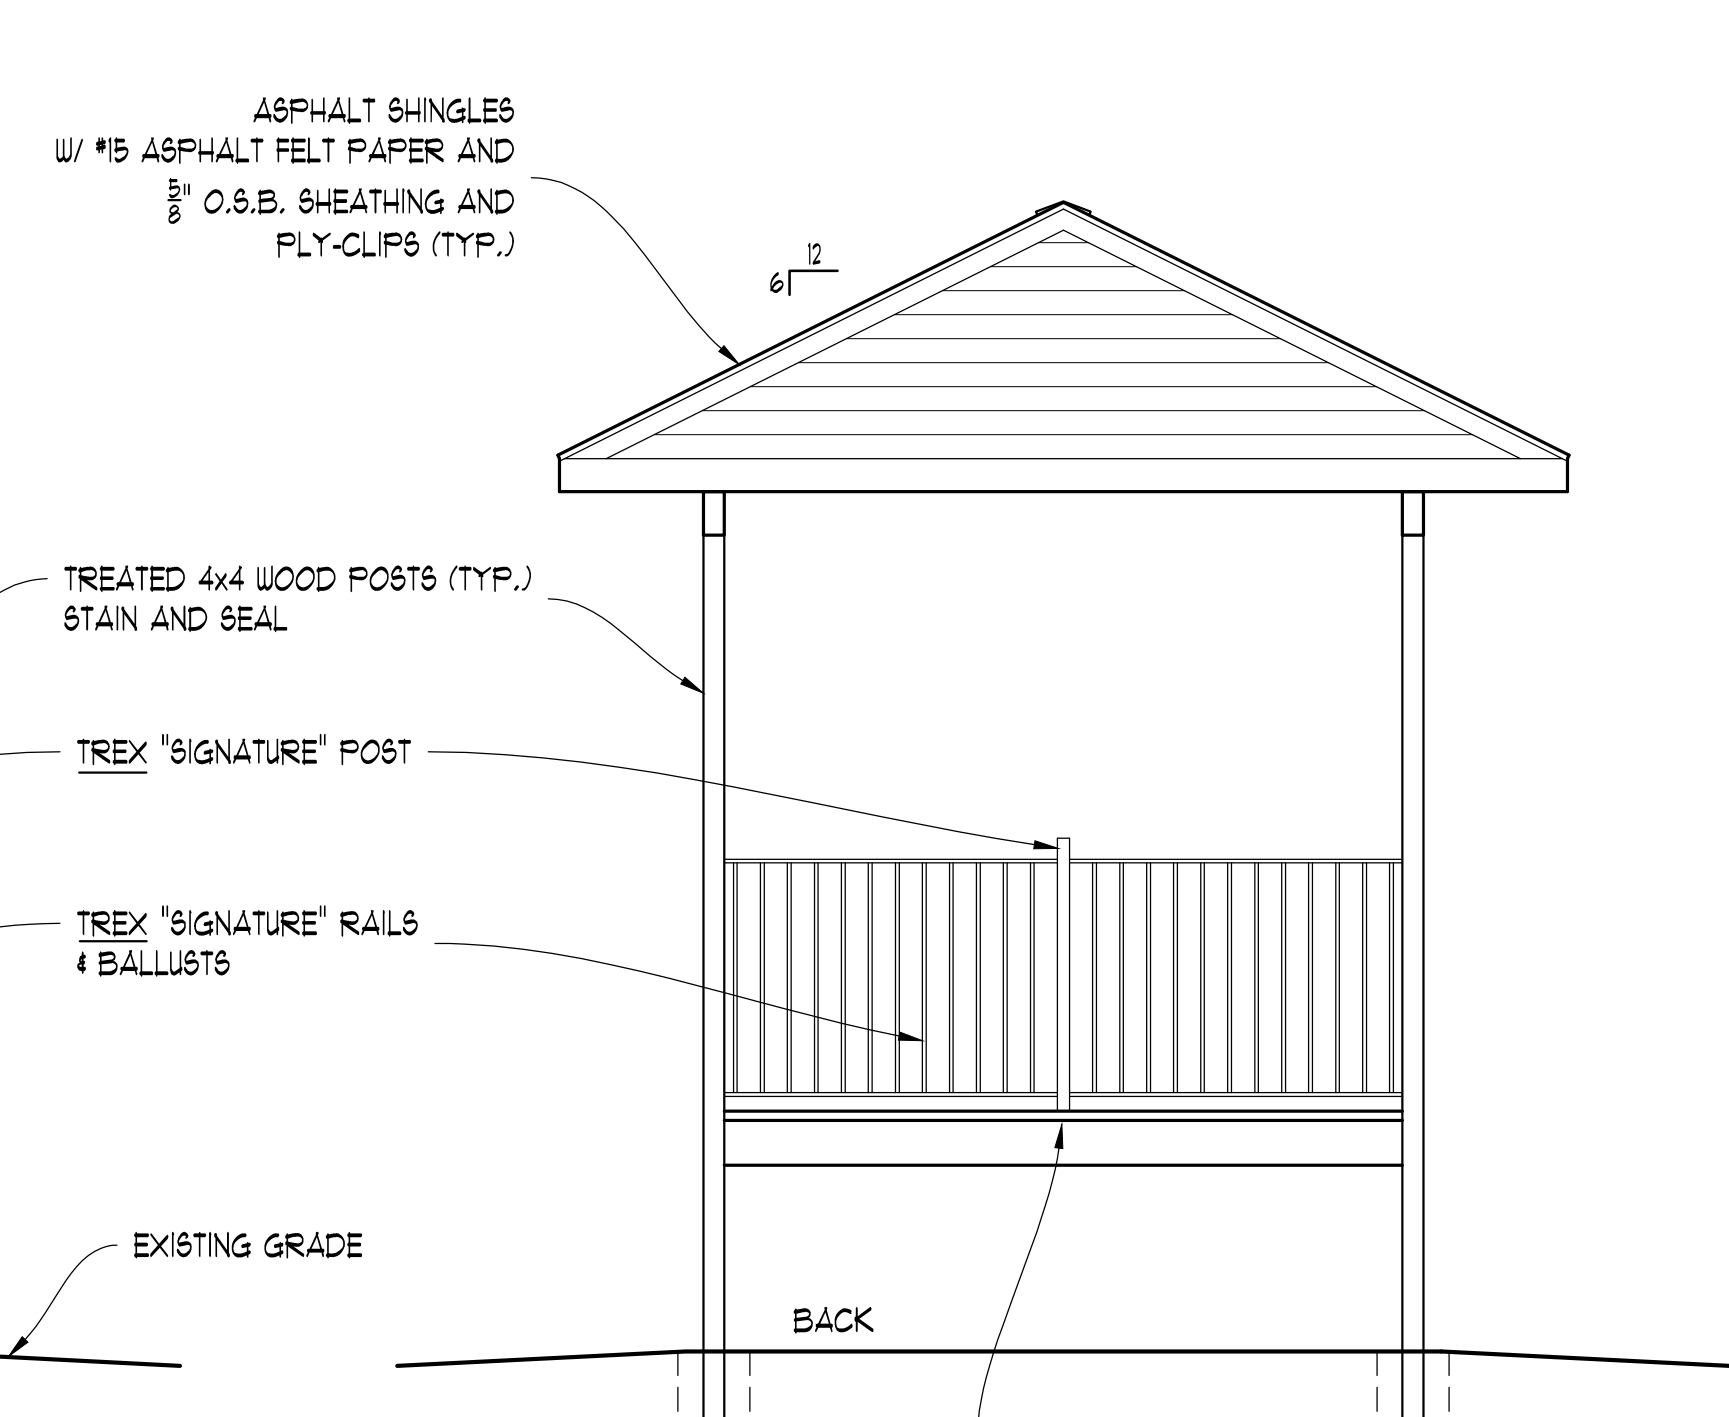 ASPHALT SHINGLES
W/ #15 ASPHALT FELT PAPER AND
5/8" O.S.B. SHEATHING AND
PLY-CLIPS (TYP.)
12
6
TREATED 4x4 WOOD POSTS (TYP.)
STAIN AND SEAL
TREX "SIGNATURE" POST
TREX "SIGNATURE" RAILS
& BALLUSTS
EXISTING GRADE
BACK